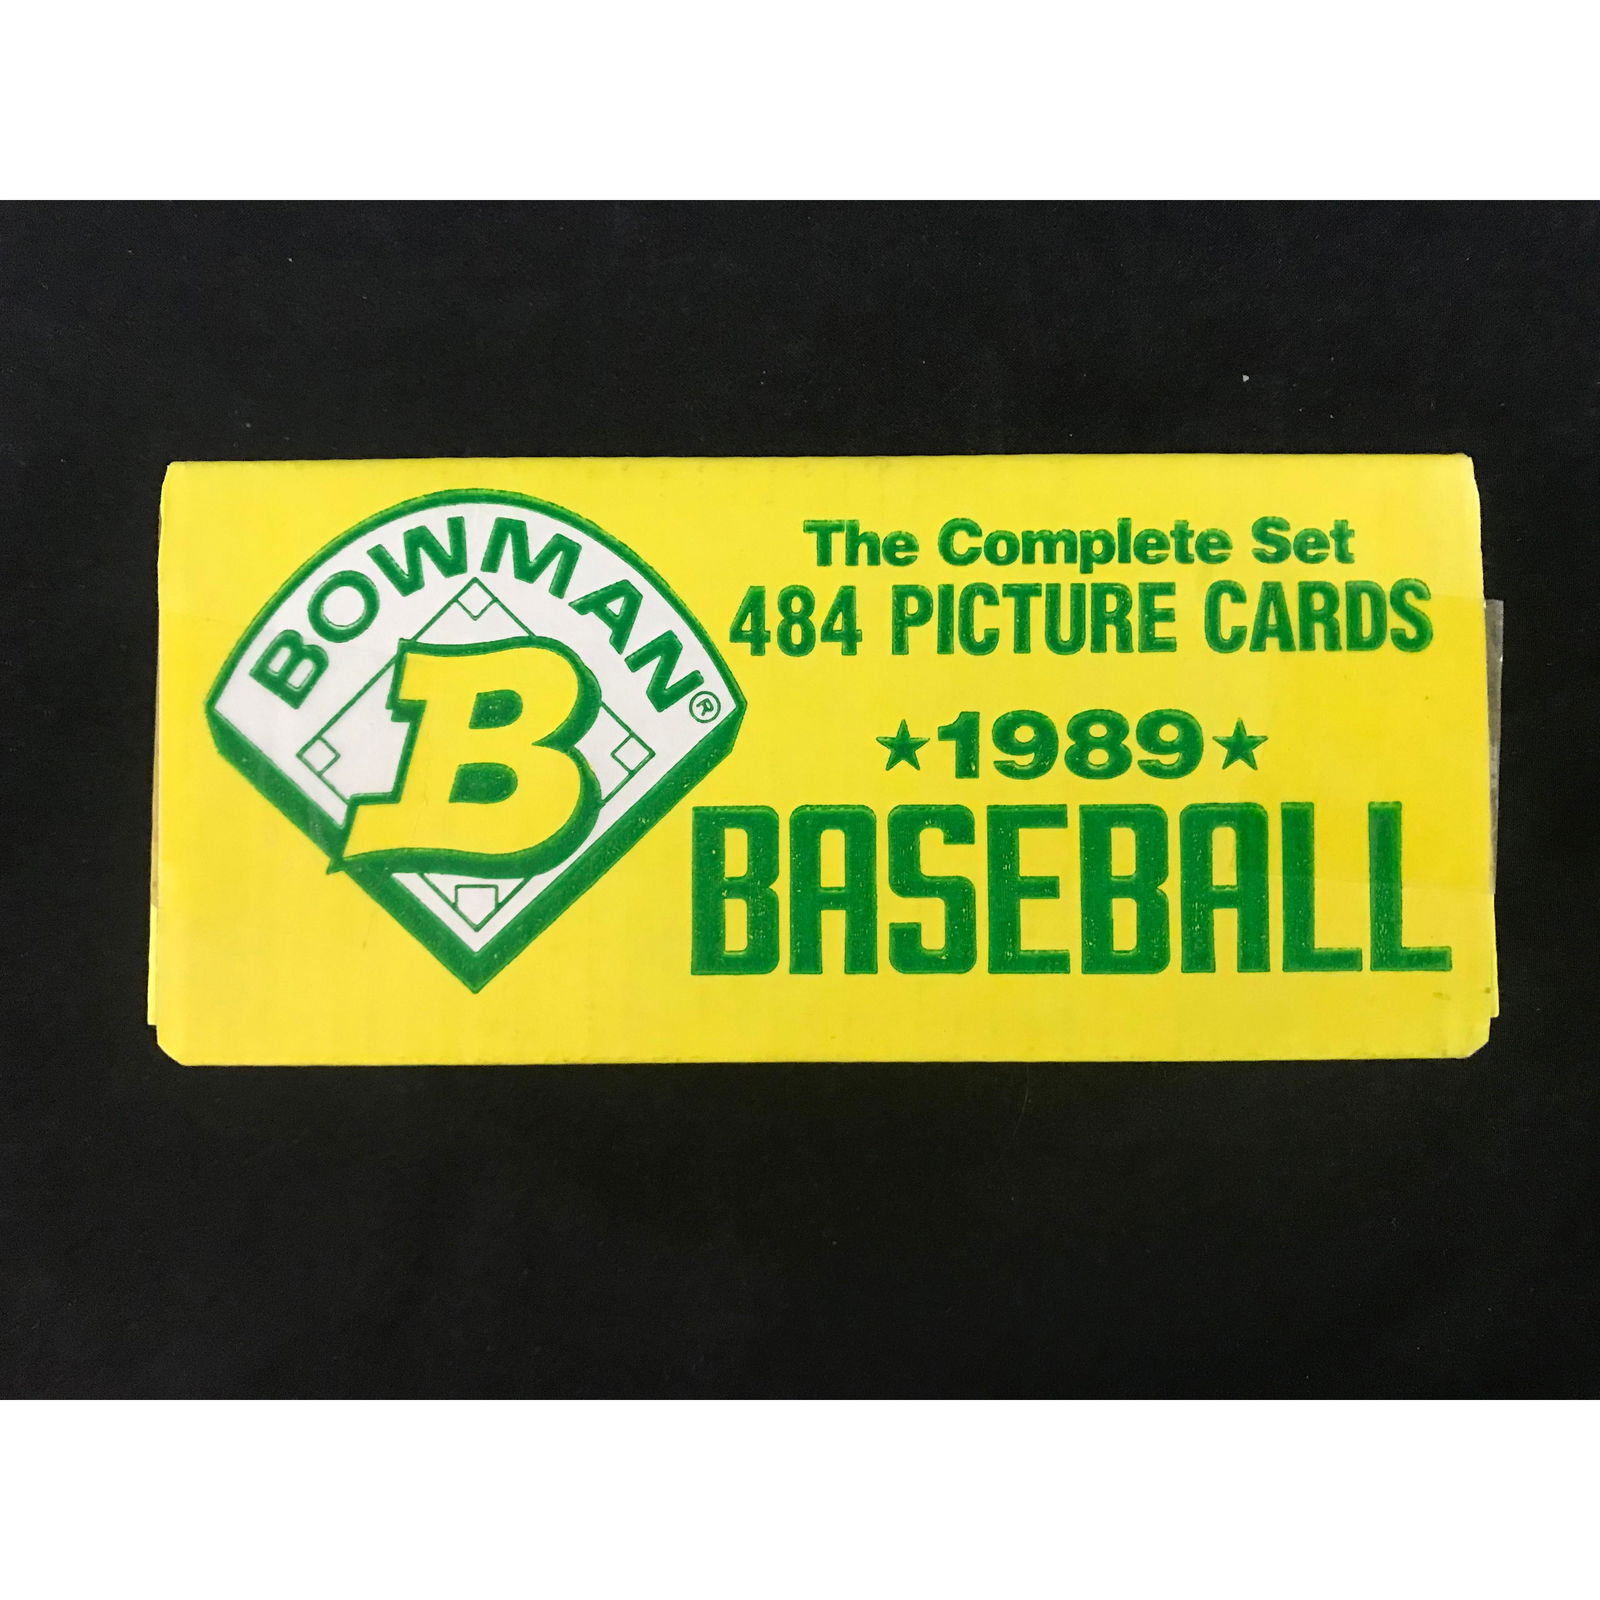 BOWMAN®
B
The Complete Set
484 PICTURE CARDS
★1989★
BASEBALL